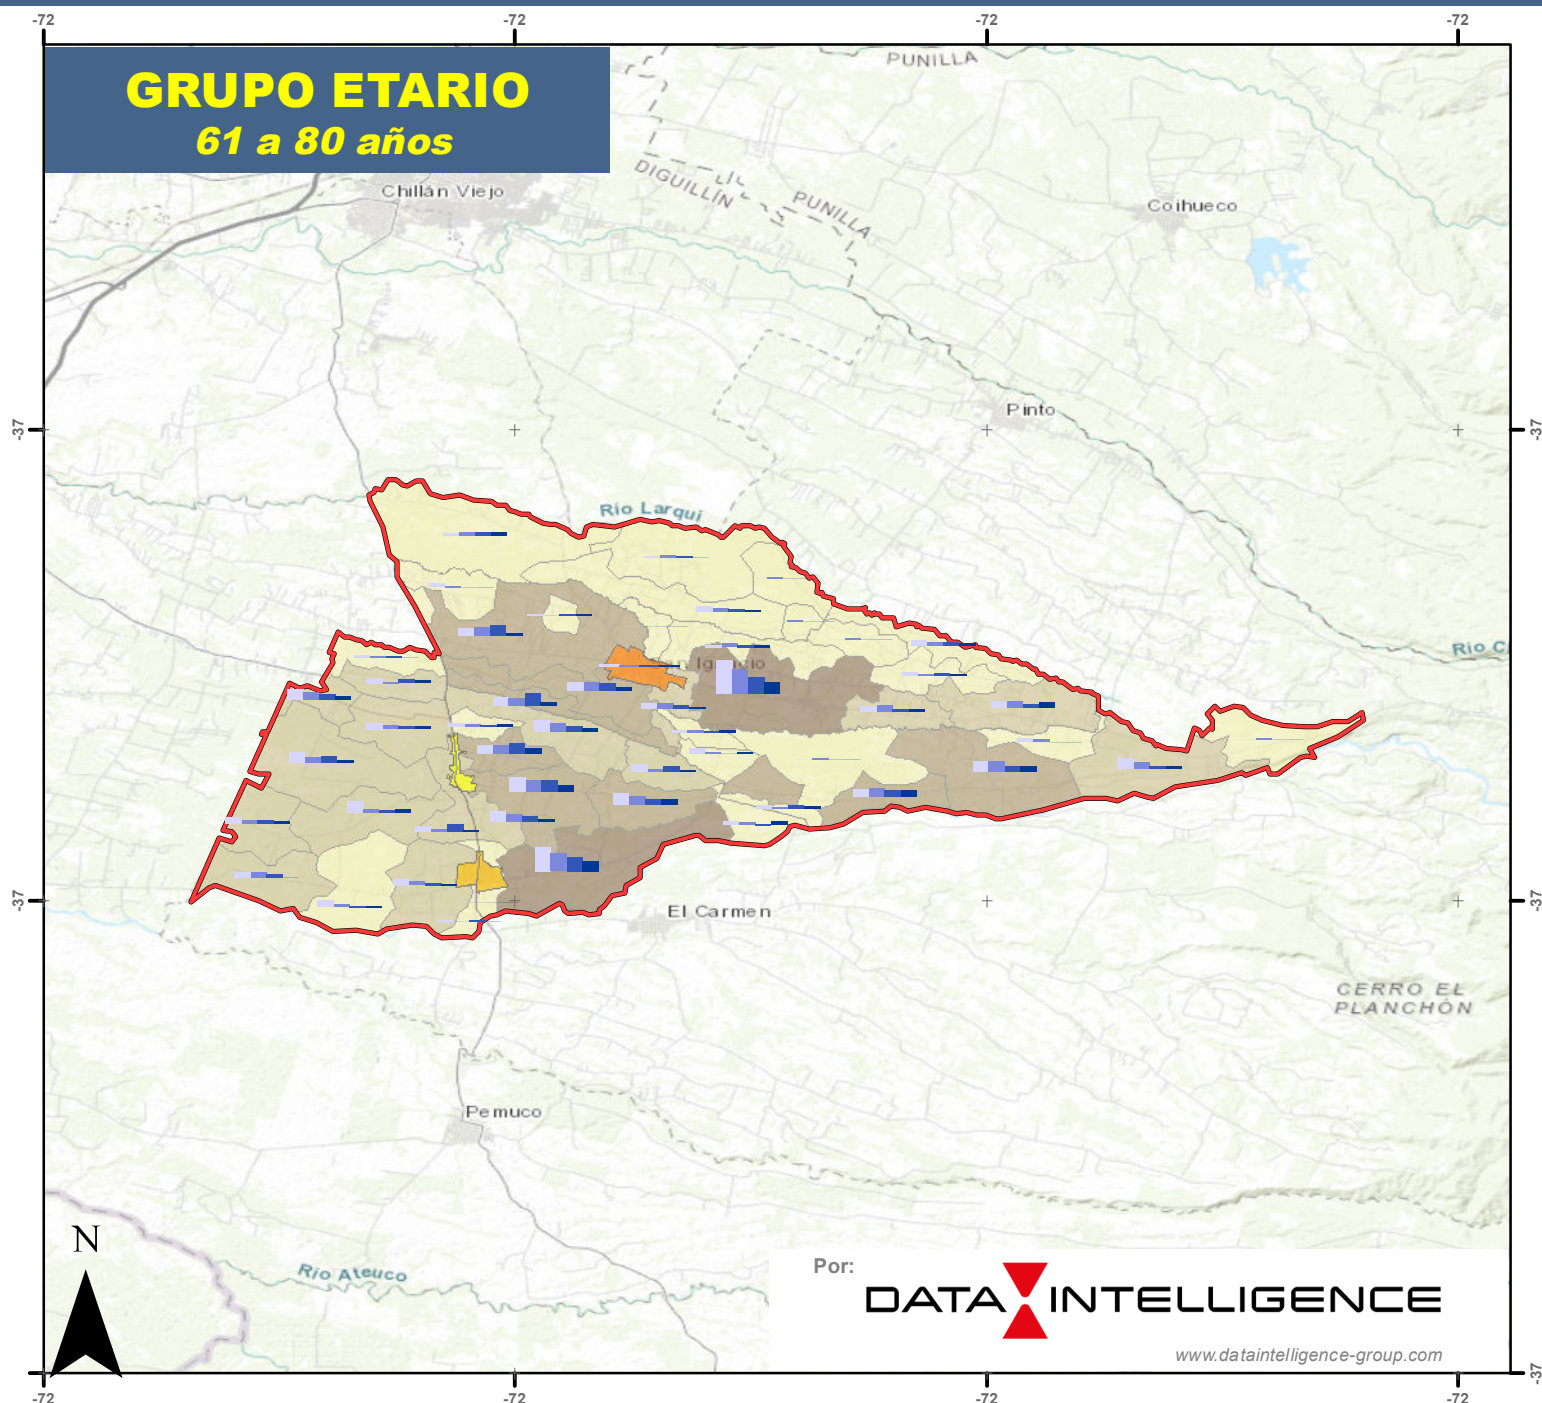 -72
-72
-72
-72
GRUPO ETARIO
61 a 80 años
PUNILLA
DIGUILLÍN
PUNILLA
Chillán Viejo
Coihueco
Pinto
-37
-37
Río Larqui
Río C
Ignacio
-37
-37
El Carmen
CERRO EL
PLANCHÓN
Pemuco
N
Río Ateuco
Por:
DATA INTELLIGENCE
www.dataintelligence-group.com
-37
-72
-72
-72
-72